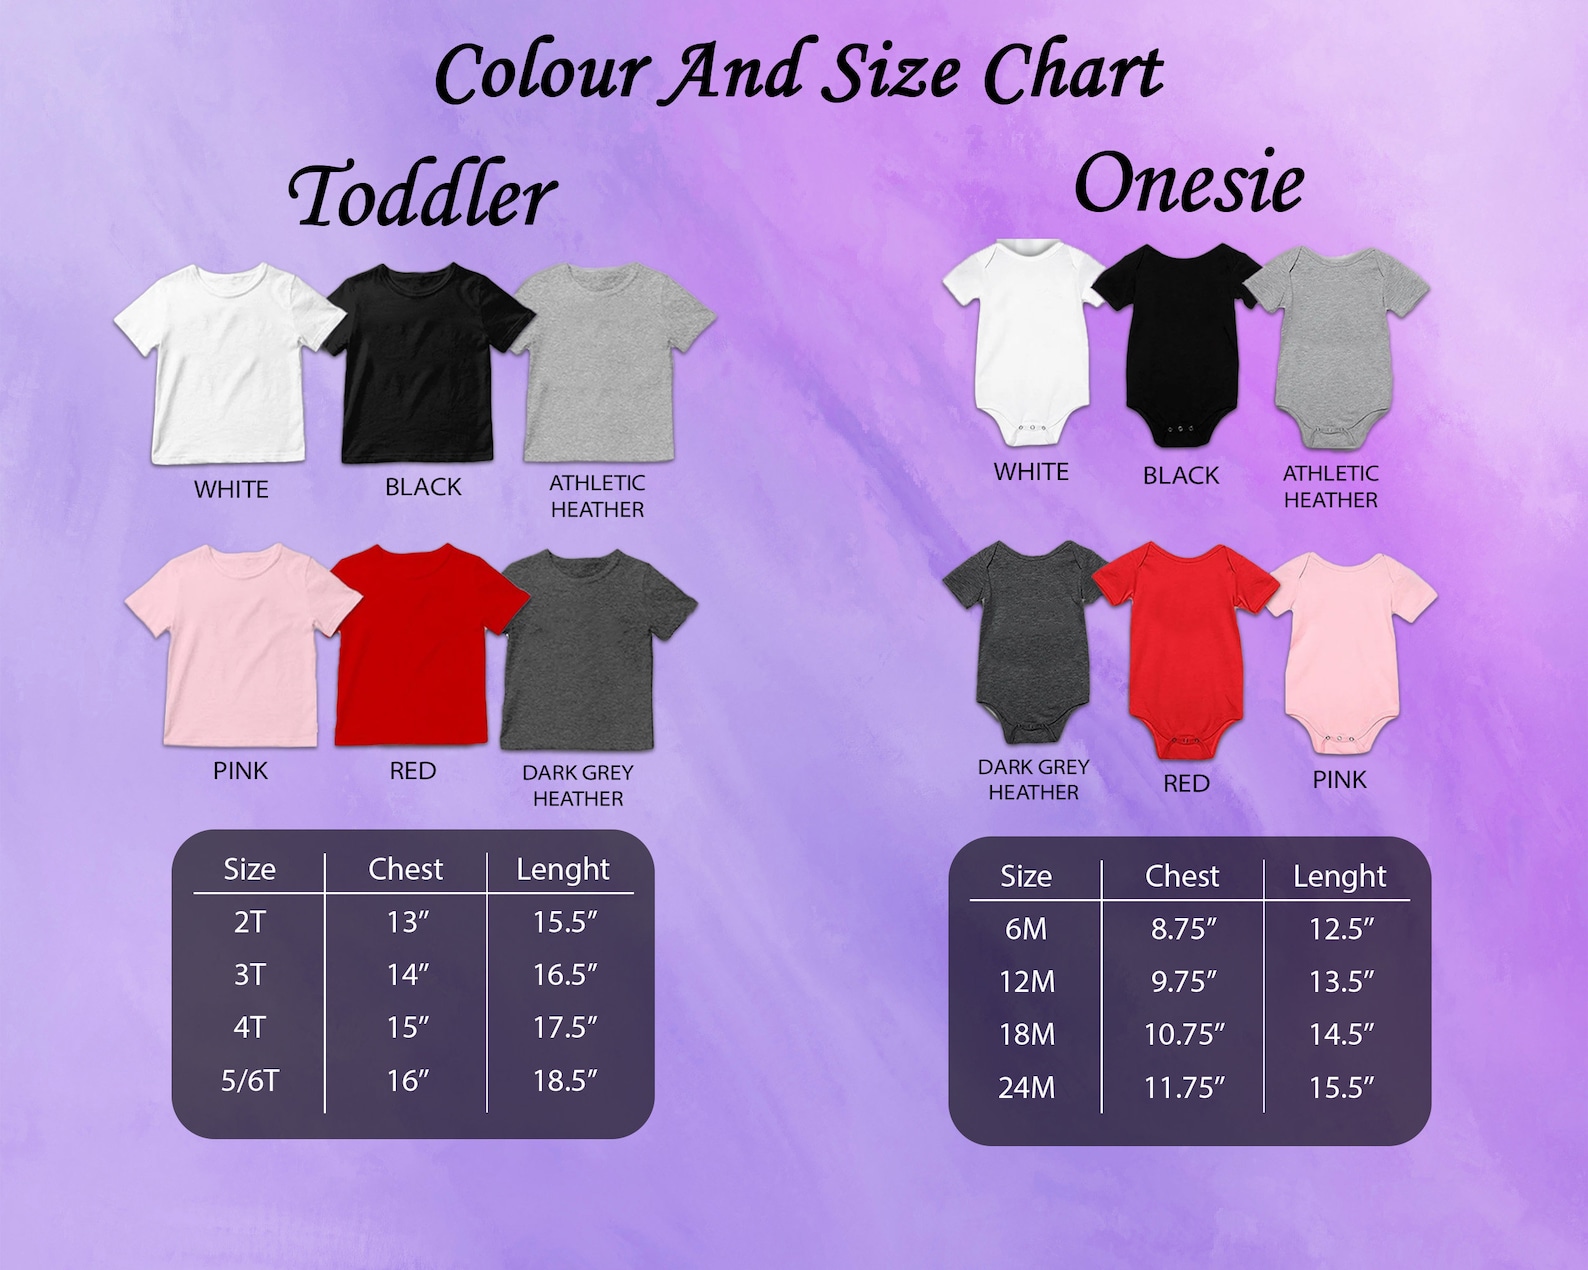 Colour And Size Chart
Toddler
WHITE
BLACK
ATHLETIC
HEATHER
PINK
RED
DARK GREY
HEATHER
Size Chest Lenght
2T 13” 15.5”
3T 14” 16.5”
4T 15” 17.5”
5/6T 16” 18.5”
Onesie
WHITE
BLACK
ATHLETIC
HEATHER
DARK GREY
HEATHER
RED
PINK
Size Chest Lenght
6M 8.75” 12.5”
12M 9.75” 13.5”
18M 10.75” 14.5”
24M 11.75” 15.5”